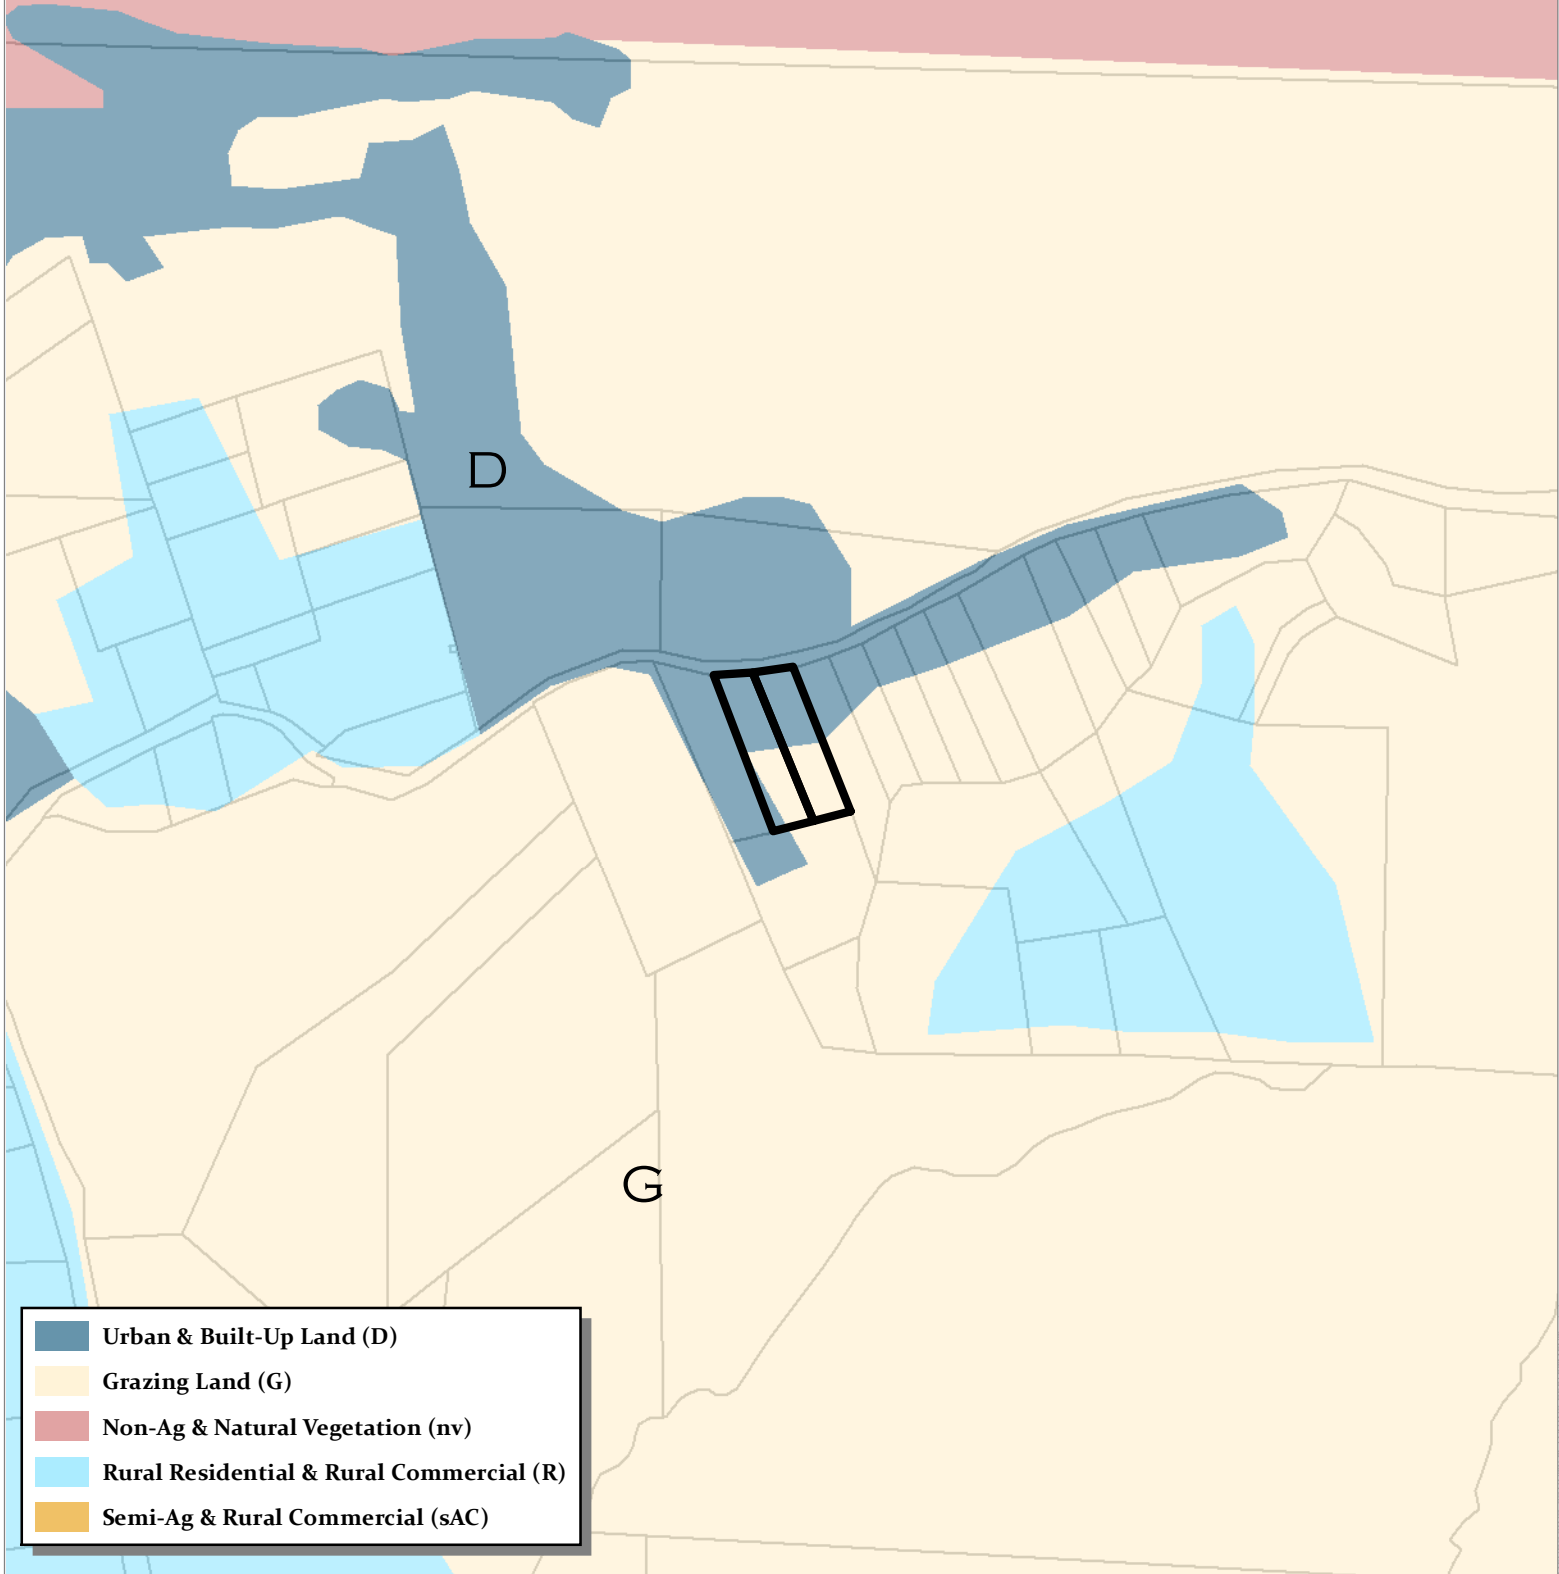 D
G
Urban & Built-Up Land (D)
Grazing Land (G)
Non-Ag & Natural Vegetation (nv)
Rural Residential & Rural Commercial (R)
Semi-Ag & Rural Commercial (sAC)